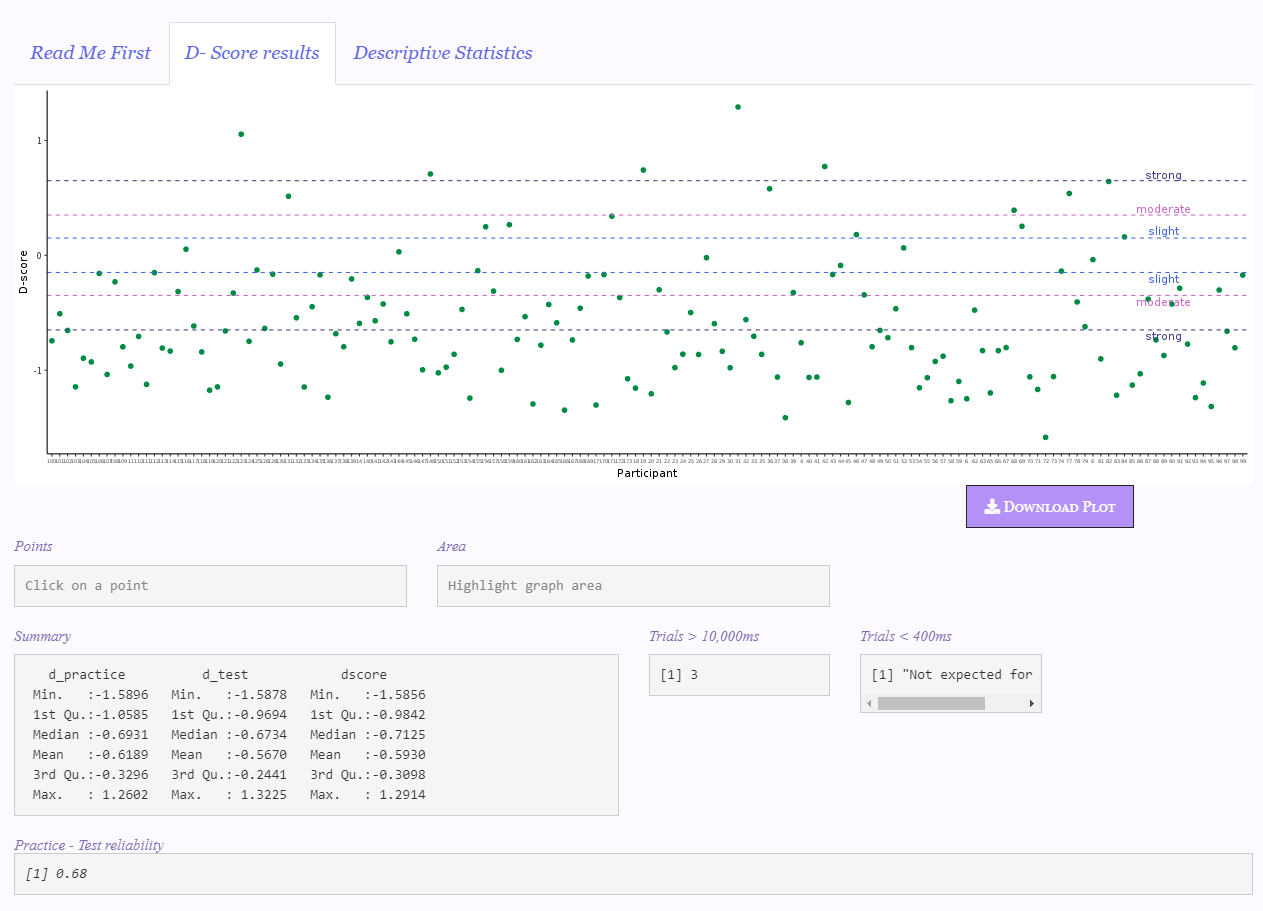 Read Me First
D- Score results
Descriptive Statistics
D-score
1
0
-1
strong
moderate
slight
slight
moderate
strong
Participant
Download Plot
Points
Area
Click on a point
Highlight graph area
Summary
Trials > 10,000ms
Trials < 400ms
d_practice d_test dscore
Min. :-1.5896 Min. :-1.5878 Min. :-1.5856
1st Qu.:-1.0585 1st Qu.:-0.9694 1st Qu.:-0.9842
Median :-0.6931 Median :-0.6734 Median :-0.7125
Mean :-0.6189 Mean :-0.5670 Mean :-0.5930
3rd Qu.:-0.3296 3rd Qu.:-0.2441 3rd Qu.:-0.3098
Max. : 1.2602 Max. : 1.3225 Max. : 1.2914
[1] 3
[1] "Not expected for
Practice - Test reliability
[1] 0.68